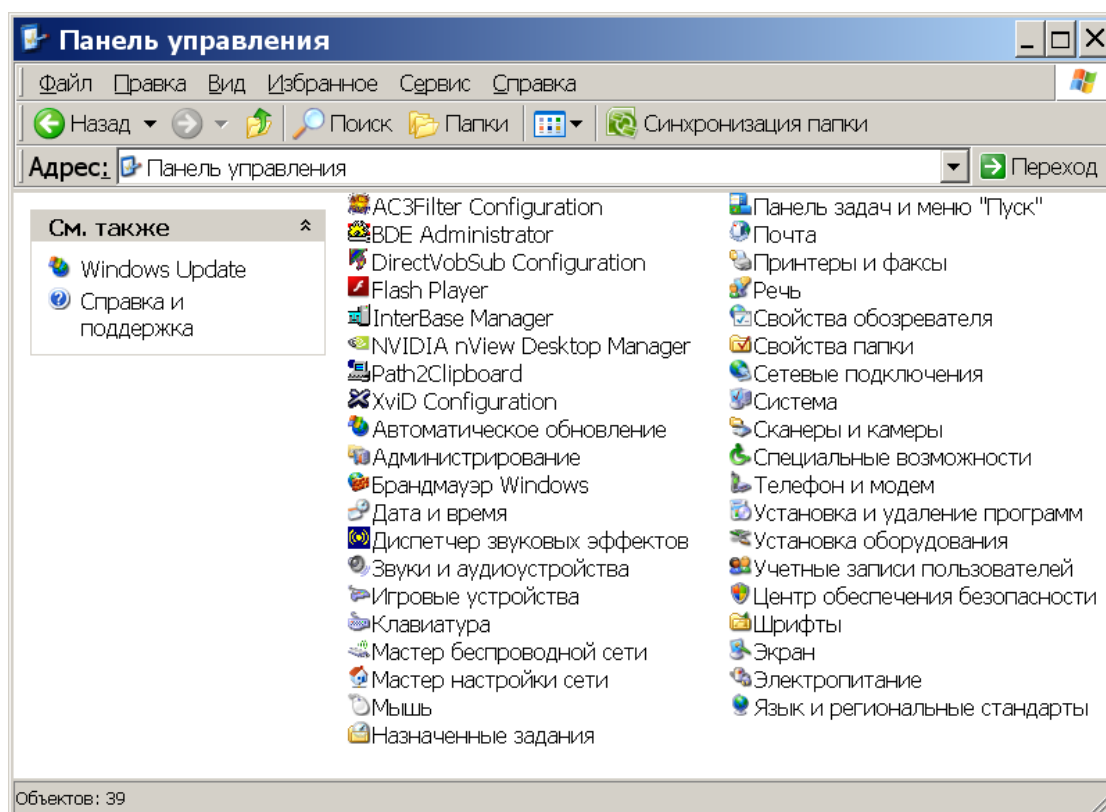 Панель управления
Файл Правка Вид Избранное Сервис Справка
Назад Поиск Папки Синхронизация папки
Адрес: Панель управления Переход
См. также
Windows Update
Справка и
поддержка
AC3Filter Configuration
BDE Administrator
DirectVobSub Configuration
Flash Player
InterBase Manager
NVIDIA nView Desktop Manager
Path2Clipboard
XviD Configuration
Автоматическое обновление
Администрирование
Брандмауэр Windows
Дата и время
Диспетчер звуковых эффектов
Звуки и аудиоустройства
Игровые устройства
Клавиатура
Мастер беспроводной сети
Мастер настройки сети
Мышь
Назначенные задания
Панель задач и меню "Пуск"
Почта
Принтеры и факсы
Речь
Свойства обозревателя
Свойства папки
Сетевые подключения
Система
Сканеры и камеры
Специальные возможности
Телефон и модем
Установка и удаление программ
Установка оборудования
Учетные записи пользователей
Центр обеспечения безопасности
Шрифты
Экран
Электропитание
Язык и региональные стандарты
Объектов: 39